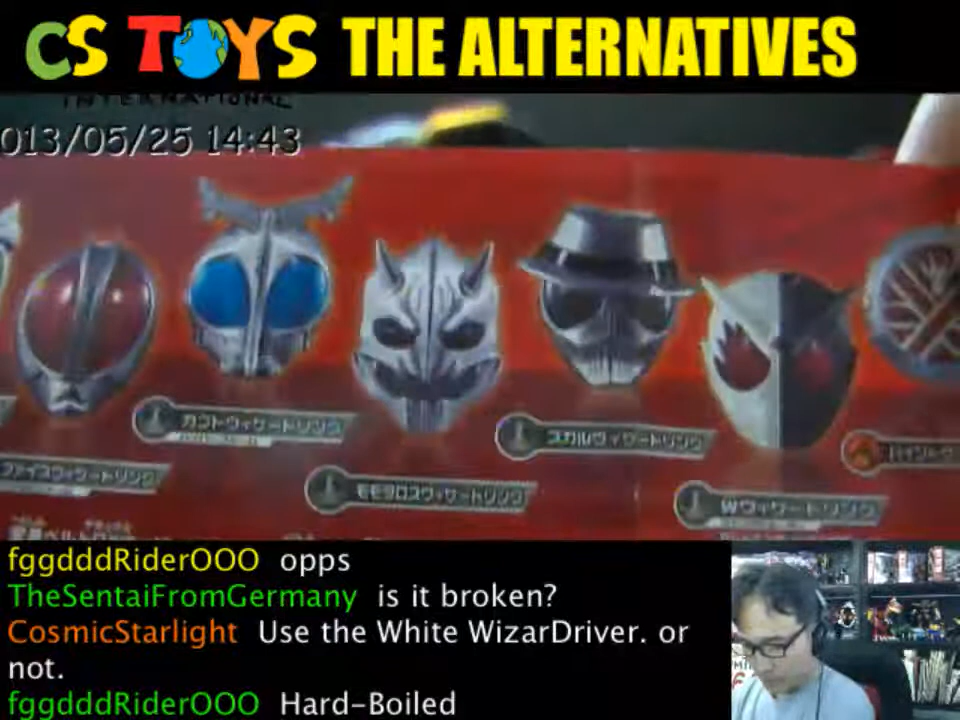 CS TOYS THE ALTERNATIVES
INTERNATIONAL
013/05/25 14:43
カブトウィザードリング
スカルウィザードリング
ファイズウィザードリング
モモタロスウィザードリング
Wウィザードリング
fggdddRiderOOO opps
TheSentaiFromGermany is it broken?
CosmicStarlight Use the White WizarDriver. or
not.
fggdddRiderOOO Hard-Boiled